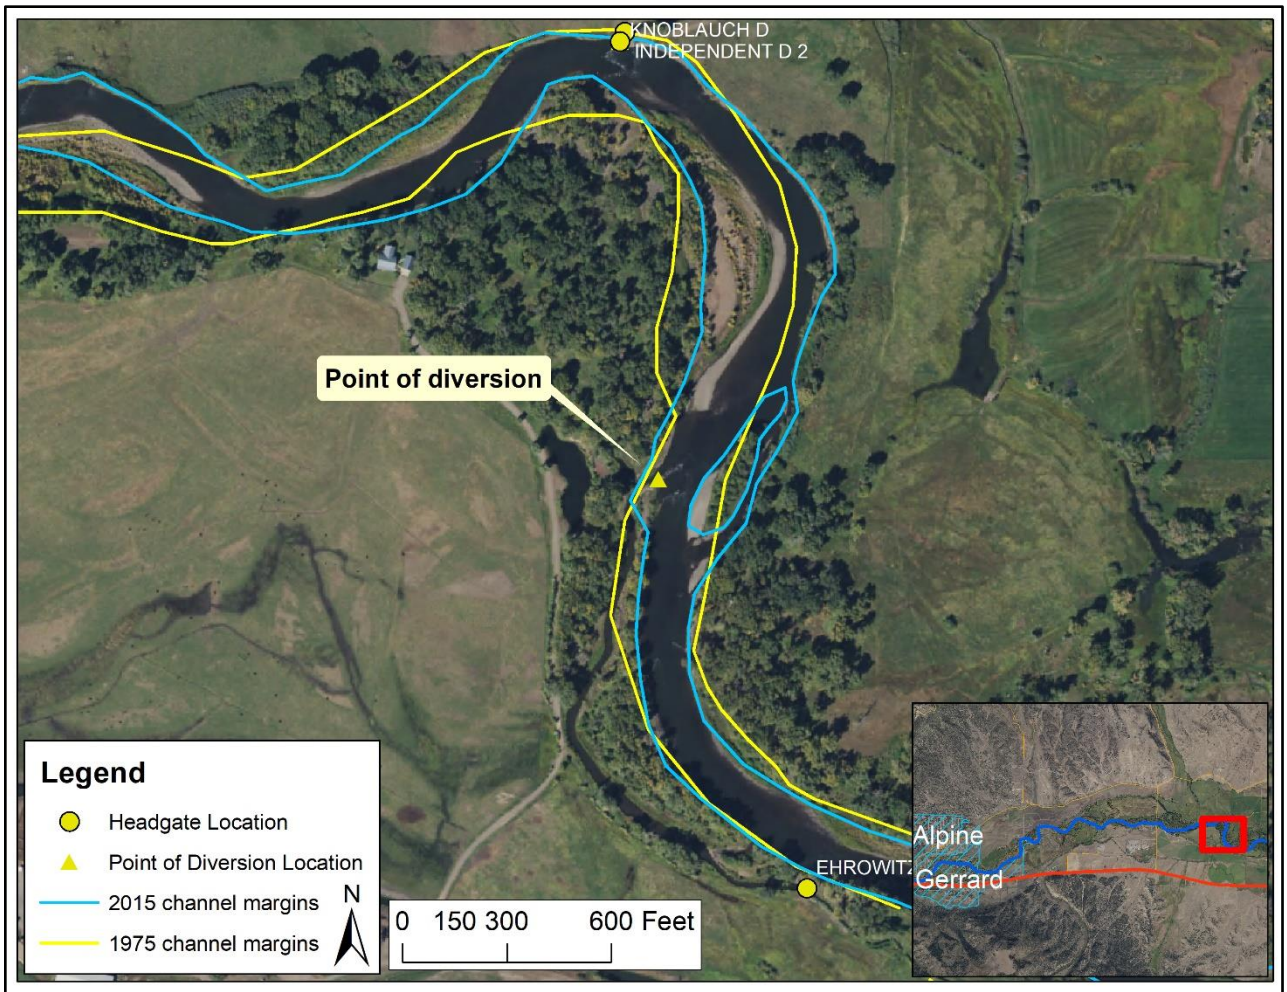 KNOBLAUCH D
INDEPENDENT D 2
Point of diversion
EHROWITZ
Legend
Headgate Location
Point of Diversion Location
2015 channel margins
1975 channel margins
N
0 150 300 600 Feet
Alpine
Gerrard